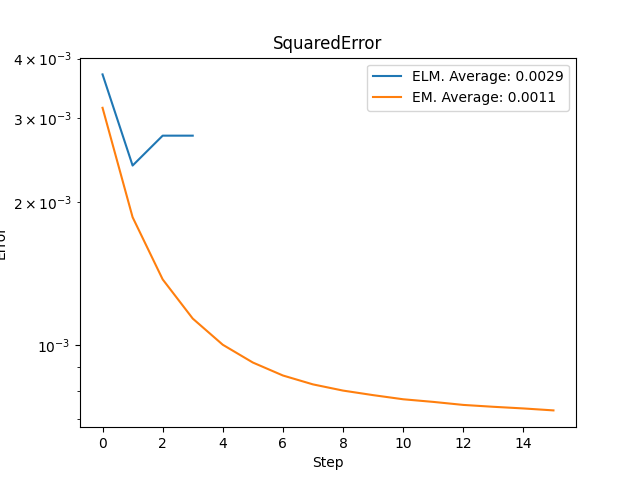 SquaredError
ELM. Average: 0.0029
EM. Average: 0.0011
4 × 10⁻³
3 × 10⁻³
2 × 10⁻³
10⁻³
Error
0 2 4 6 8 10 12 14
Step